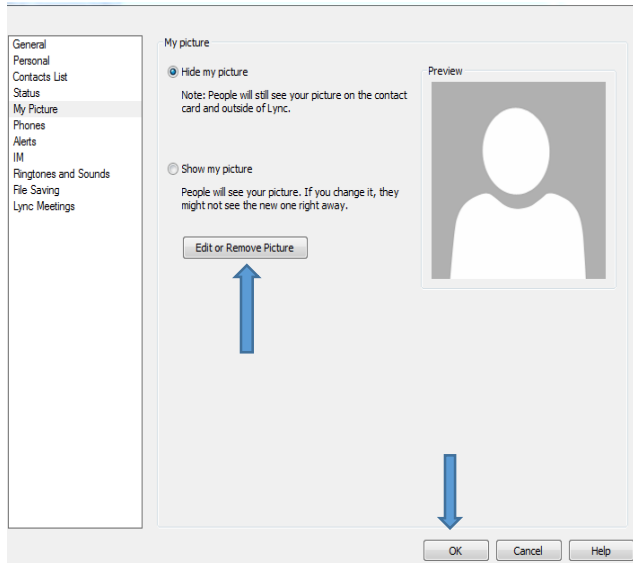 General
Personal
Contacts List
Status
My Picture
Phones
Alerts
IM
Ringtones and Sounds
File Saving
Lync Meetings
My picture
Hide my picture
Note: People will still see your picture on the contact
card and outside of Lync.
Show my picture
People will see your picture. If you change it, they
might not see the new one right away.
Edit or Remove Picture
Preview
OK
Cancel
Help